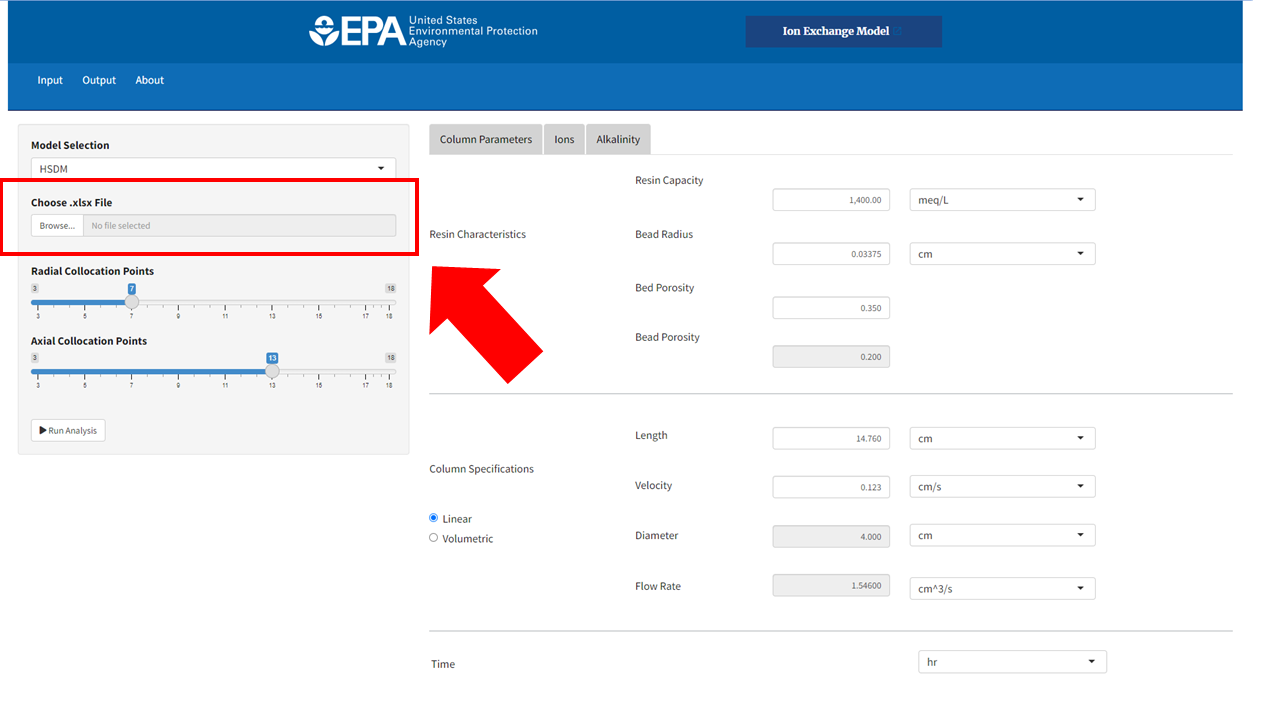 EPA
United States
Environmental Protection
Agency
Ion Exchange Model
Input Output About
Model Selection
HSDM
Choose .xlsx File
Browse... No file selected
Radial Collocation Points
3 7 18
3 5 7 9 11 13 15 17 18
Axial Collocation Points
3 13 18
3 5 7 9 11 13 15 17 18
Run Analysis
Column Parameters Ions Alkalinity
Resin Characteristics
Resin Capacity
1,400.00 meq/L
Bead Radius
0.03375 cm
Bed Porosity
0.350
Bead Porosity
0.200
Column Specifications
Linear
Volumetric
Length
14.760 cm
Velocity
0.123 cm/s
Diameter
4.000 cm
Flow Rate
1.54600 cm^3/s
Time hr